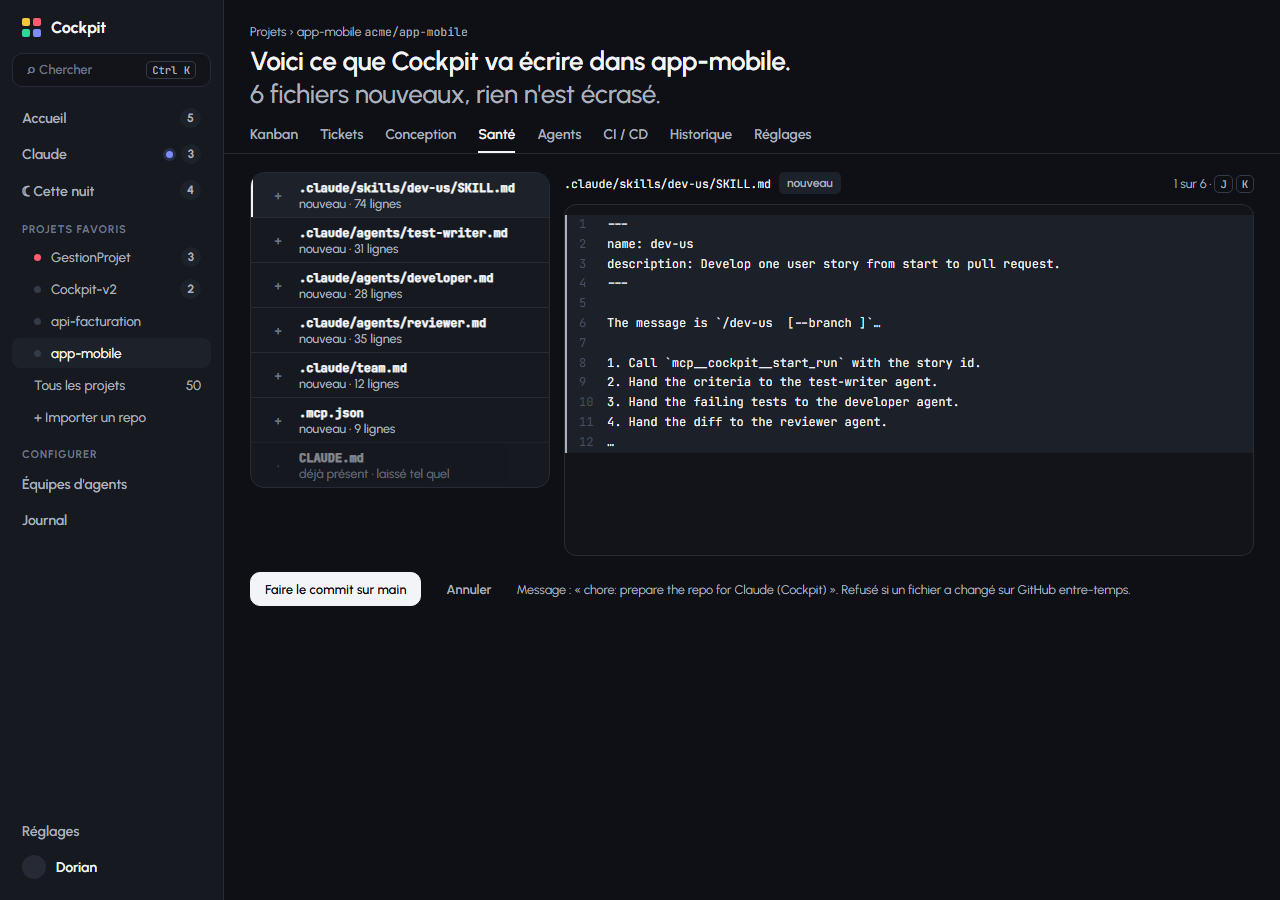 Cockpit
Chercher Ctrl K
Accueil 5
Claude 3
Cette nuit 4
PROJETS FAVORIS
GestionProjet 3
Cockpit-v2 2
api-facturation
app-mobile
Tous les projets 50
+ Importer un repo
CONFIGURER
Équipes d'agents
Journal
Réglages
Dorian
Projets › app-mobile acme/app-mobile
Voici ce que Cockpit va écrire dans app-mobile.
6 fichiers nouveaux, rien n'est écrasé.
Kanban Tickets Conception Santé Agents CI / CD Historique Réglages
+ .claude/skills/dev-us/SKILL.md
nouveau · 74 lignes
+ .claude/agents/test-writer.md
nouveau · 31 lignes
+ .claude/agents/developer.md
nouveau · 28 lignes
+ .claude/agents/reviewer.md
nouveau · 35 lignes
+ .claude/team.md
nouveau · 12 lignes
+ .mcp.json
nouveau · 9 lignes
· CLAUDE.md
déjà présent · laissé tel quel
.claude/skills/dev-us/SKILL.md nouveau 1 sur 6 · J K
1 ---
2 name: dev-us
3 description: Develop one user story from start to pull request.
4 ---
5
6 The message is `/dev-us  [--branch ]`…
7
8 1. Call `mcp__cockpit__start_run` with the story id.
9 2. Hand the criteria to the test-writer agent.
10 3. Hand the failing tests to the developer agent.
11 4. Hand the diff to the reviewer agent.
12 …
Faire le commit sur main Annuler Message : « chore: prepare the repo for Claude (Cockpit) ». Refusé si un fichier a changé sur GitHub entre-temps.